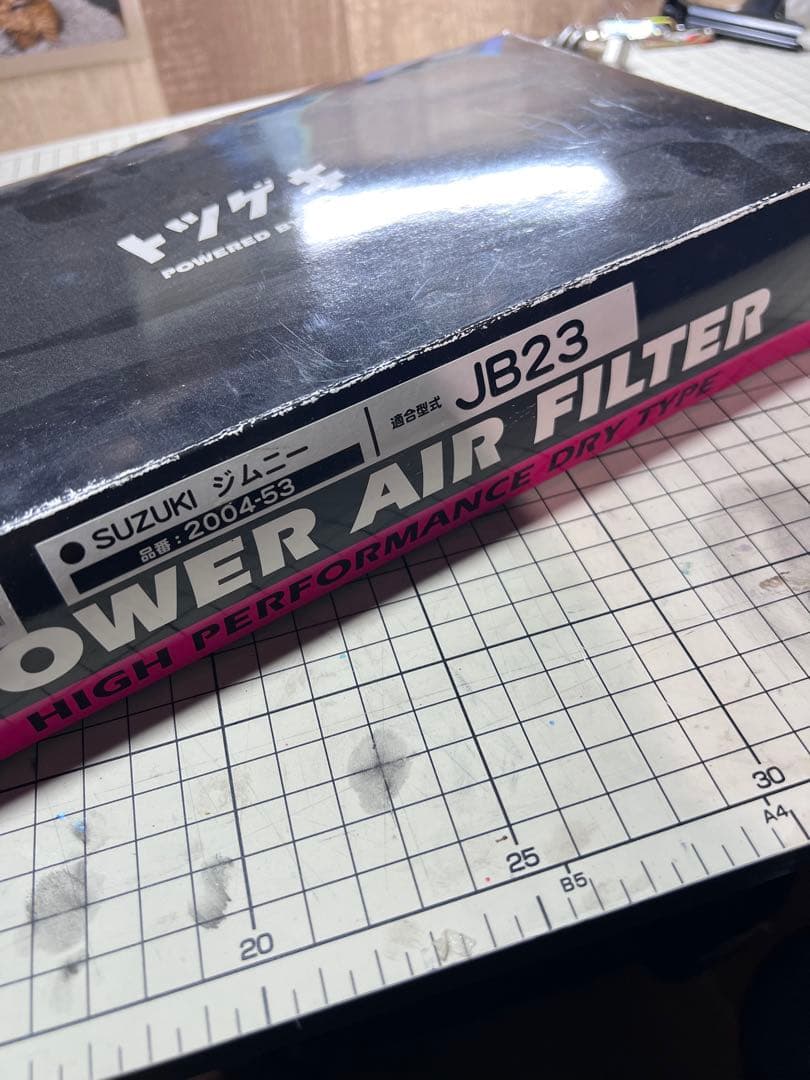 トツゲキ
POWERED BY
● SUZUKI ジムニー
品番：2004-53
適合型式 JB23
OWER AIR FILTER
HIGH PERFORMANCE DRY TYPE
20
25
B5
30
A4